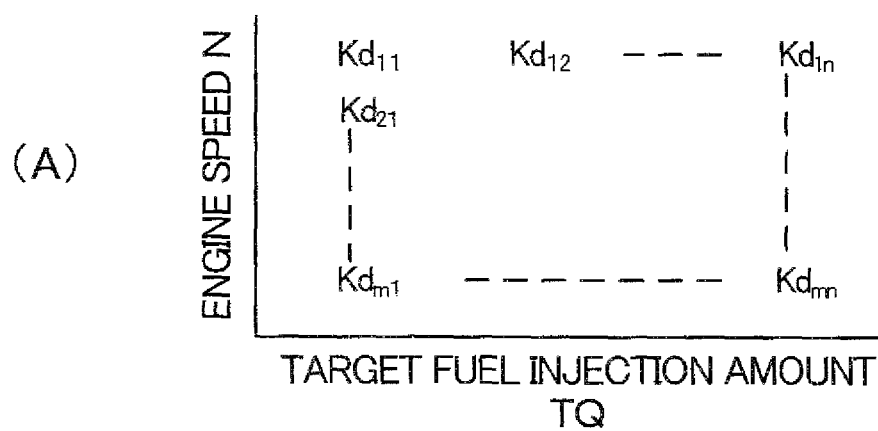 ENGINE SPEED N
(A)
Kd11 Kd12 Kd1n
Kd21
Kdm1 Kdmn
TARGET FUEL INJECTION AMOUNT
TQ